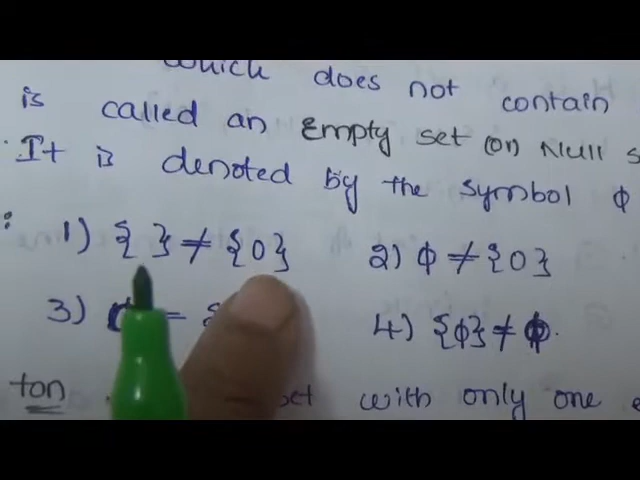 which does not contain
is called an Empty set (or) Null
It is denoted by the symbol ϕ
: 1) { } ≠ {0} 2) ϕ ≠ {0}
3) = { 4) {ϕ} ≠ ϕ.
ton set with only one